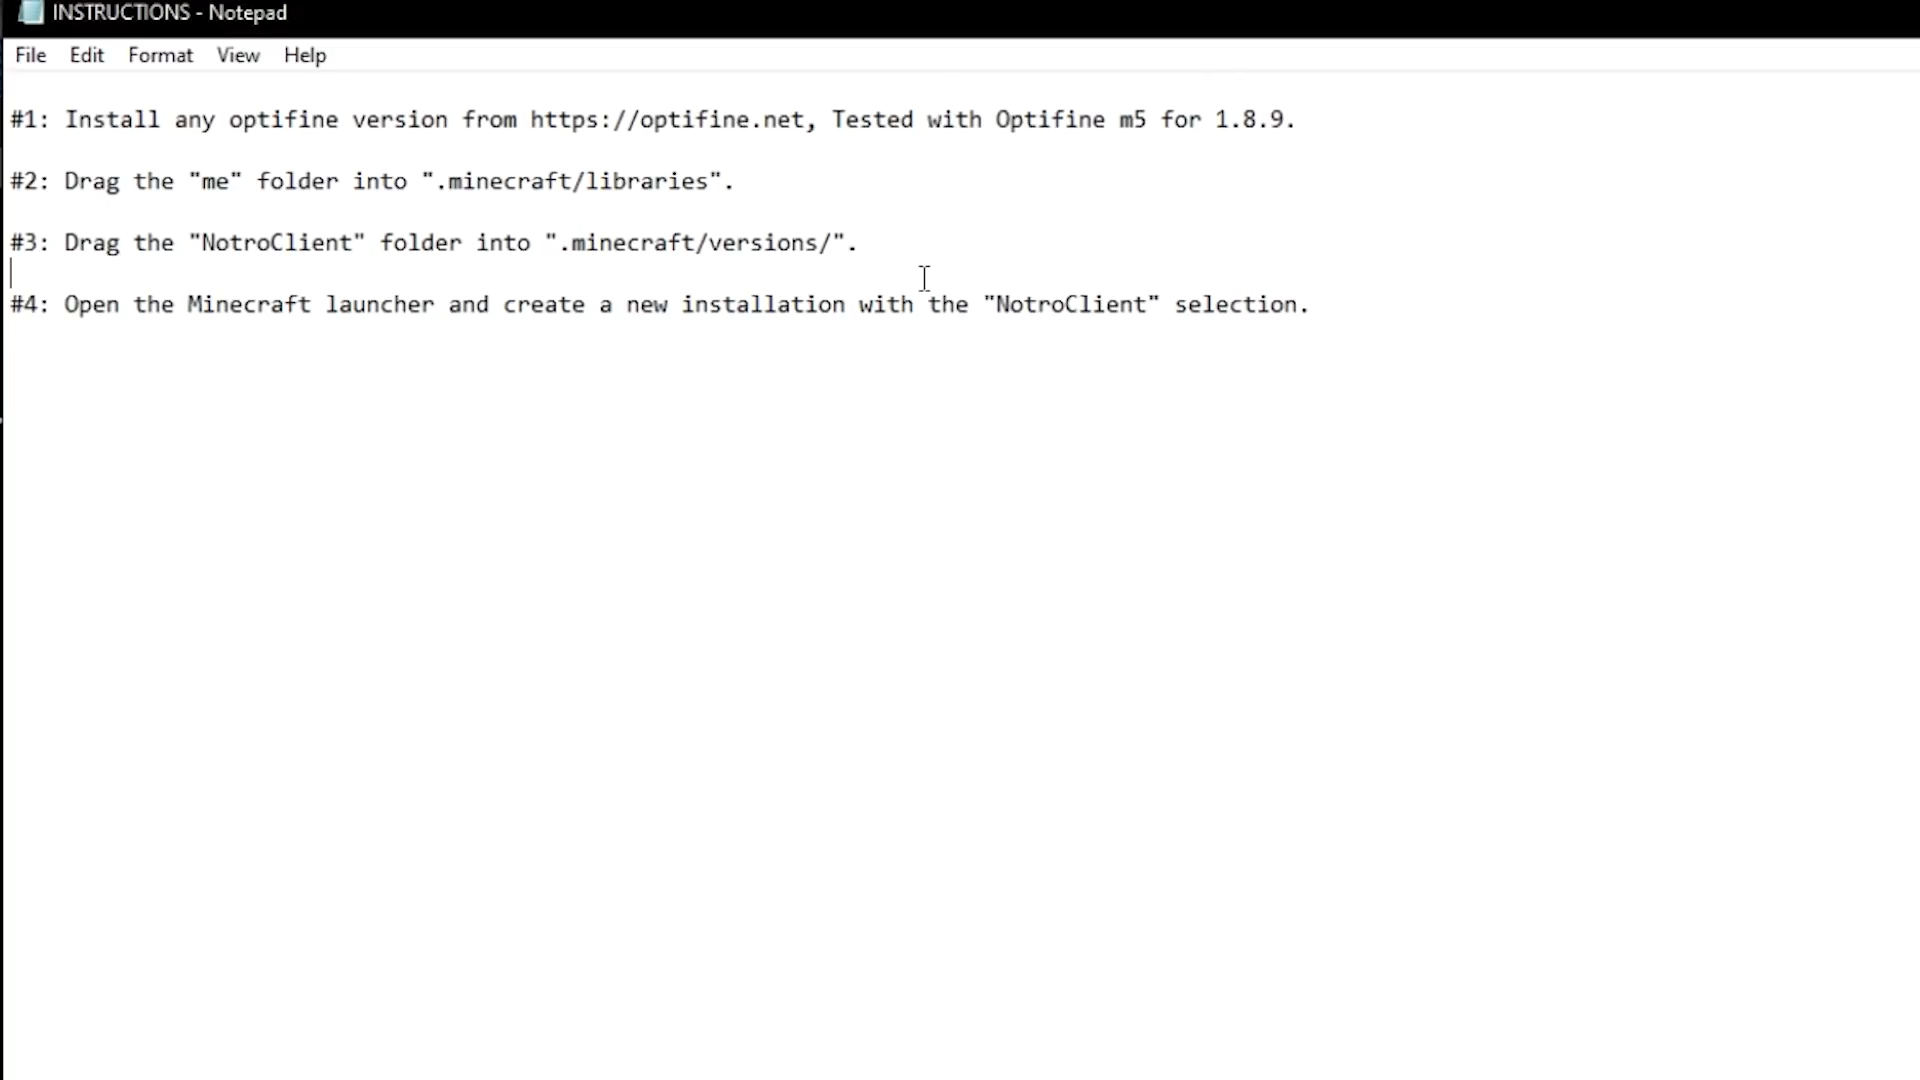 INSTRUCTIONS - Notepad
File Edit Format View Help
#1: Install any optifine version from https://optifine.net, Tested with Optifine m5 for 1.8.9.
#2: Drag the "me" folder into ".minecraft/libraries".
#3: Drag the "NotroClient" folder into ".minecraft/versions/".
#4: Open the Minecraft launcher and create a new installation with the "NotroClient" selection.